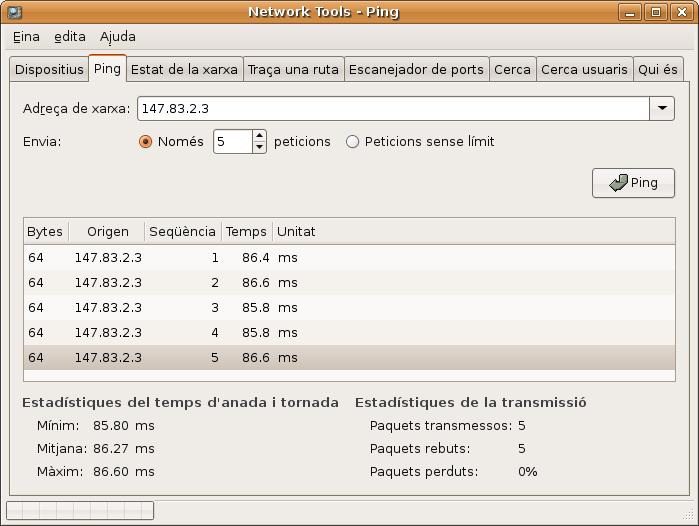 Network Tools - Ping
Eina edita Ajuda
Dispositius Ping Estat de la xarxa Traça una ruta Escanejador de ports Cerca Cerca usuaris Qui és
Adreça de xarxa: 147.83.2.3
Envia: Només 5 peticions Peticions sense límit
Ping
Bytes Origen Seqüència Temps Unitat
64 147.83.2.3 1 86.4 ms
64 147.83.2.3 2 86.6 ms
64 147.83.2.3 3 85.8 ms
64 147.83.2.3 4 85.8 ms
64 147.83.2.3 5 86.6 ms
Estadístiques del temps d'anada i tornada Estadístiques de la transmissió
Mínim: 85.80 ms Paquets transmessos: 5
Mitjana: 86.27 ms Paquets rebuts: 5
Màxim: 86.60 ms Paquets perduts: 0%